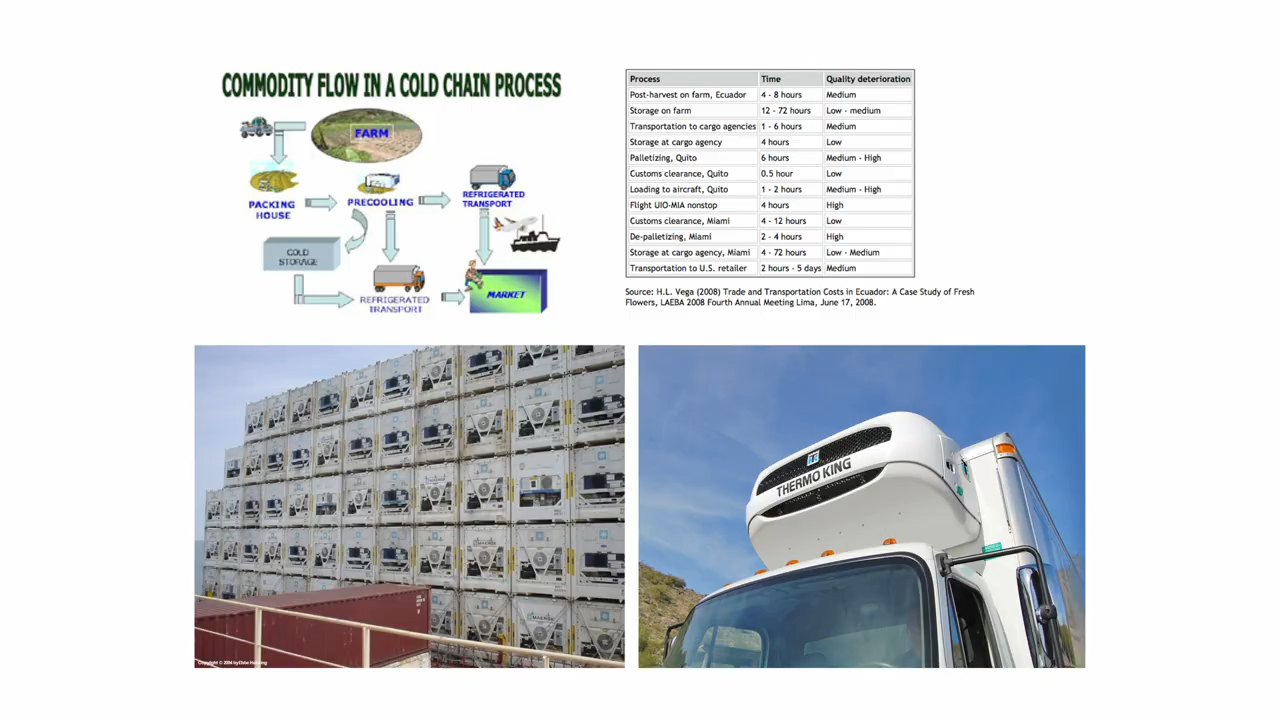 COMMODITY FLOW IN A COLD CHAIN PROCESS
FARM
PACKING
HOUSE
PRECOOLING
REFRIGERATED
TRANSPORT
COLD
STORAGE
REFRIGERATED
TRANSPORT
MARKET
Process Time Quality deterioration
Post-harvest on farm, Ecuador 4 - 8 hours Medium
Storage on farm 12 - 72 hours Low - medium
Transportation to cargo agencies 1 - 6 hours Medium
Storage at cargo agency 4 hours Low
Palletizing, Quito 6 hours Medium - High
Customs clearance, Quito 0.5 hour Low
Loading to aircraft, Quito 1 - 2 hours Medium - High
Flight UIO-MIA nonstop 4 hours High
Customs clearance, Miami 4 - 12 hours Low
De-palletizing, Miami 2 - 4 hours High
Storage at cargo agency, Miami 4 - 72 hours Low - Medium
Transportation to U.S. retailer 2 hours - 5 days Medium
Source: H.L. Vega (2008) Trade and Transportation Costs in Ecuador: A Case Study of Fresh
Flowers, LAEBA 2008 Fourth Annual Meeting Lima, June 17, 2008.
MAERSK
THERMO KING